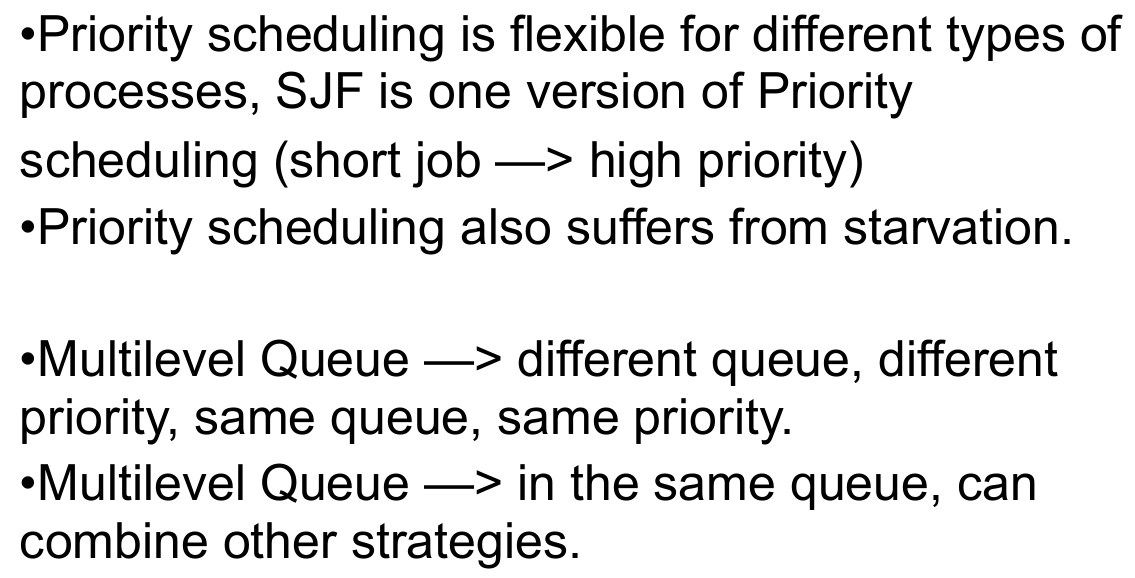 •Priority scheduling is flexible for different types of
processes, SJF is one version of Priority
scheduling (short job —> high priority)
•Priority scheduling also suffers from starvation.
•Multilevel Queue —> different queue, different
priority, same queue, same priority.
•Multilevel Queue —> in the same queue, can
combine other strategies.